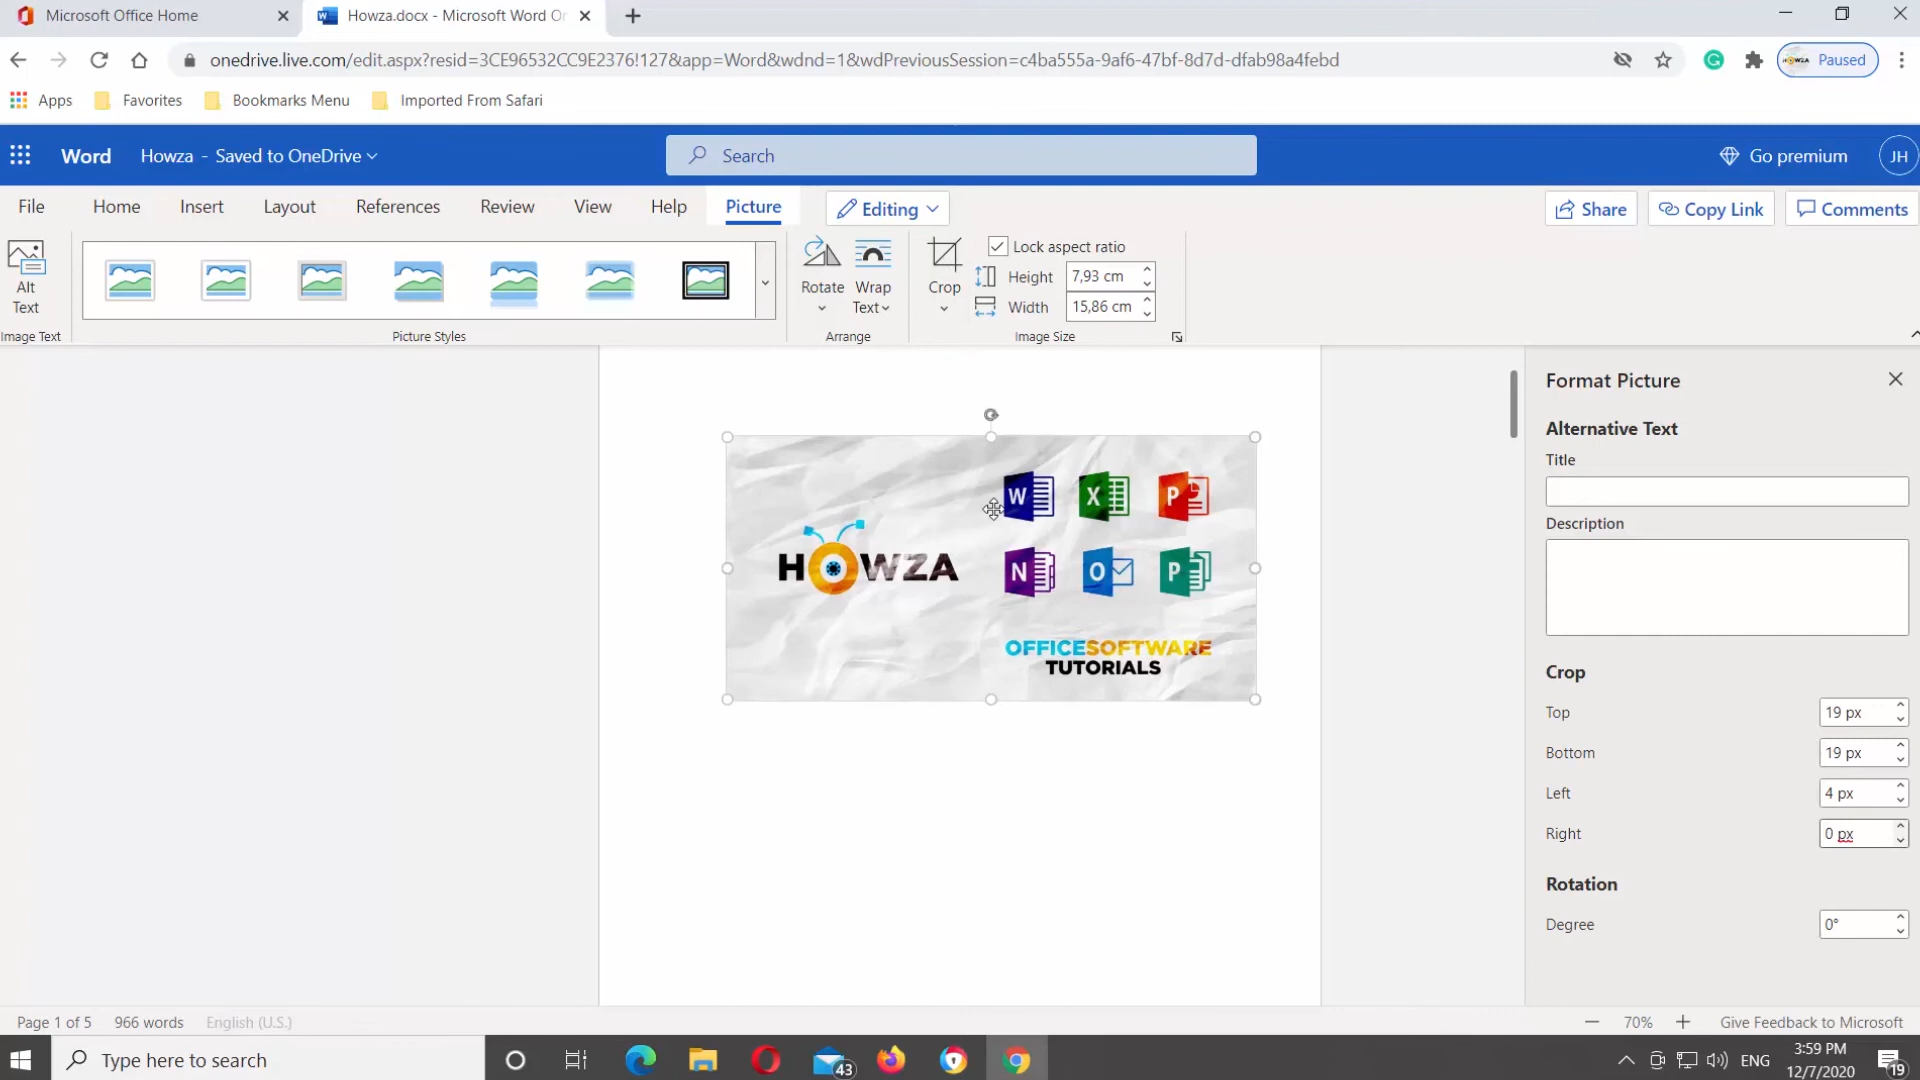 Microsoft Office Home
Howza.docx - Microsoft Word Or
onedrive.live.com/edit.aspx?resid=3CE96532CC9E2376!127&app=Word&wdnd=1&wdPreviousSession=c4ba555a-9af6-47bf-8d7d-dfab98a4febd
Paused
Apps
Favorites
Bookmarks Menu
Imported From Safari
Word
Howza - Saved to OneDrive
Search
Go premium
JH
File
Home
Insert
Layout
References
Review
View
Help
Picture
Editing
Share
Copy Link
Comments
Alt
Text
Image Text
Picture Styles
Rotate
Wrap
Text
Arrange
Crop
Lock aspect ratio
Height 7,93 cm
Width 15,86 cm
Image Size
HOWZA
W
X
P
N
O
P
OFFICESOFTWARE
TUTORIALS
Format Picture
Alternative Text
Title
Description
Crop
Top 19 px
Bottom 19 px
Left 4 px
Right 0 px
Rotation
Degree 0°
Page 1 of 5
966 words
English (U.S.)
70%
Give Feedback to Microsoft
Type here to search
43
ENG
3:59 PM
12/7/2020
19